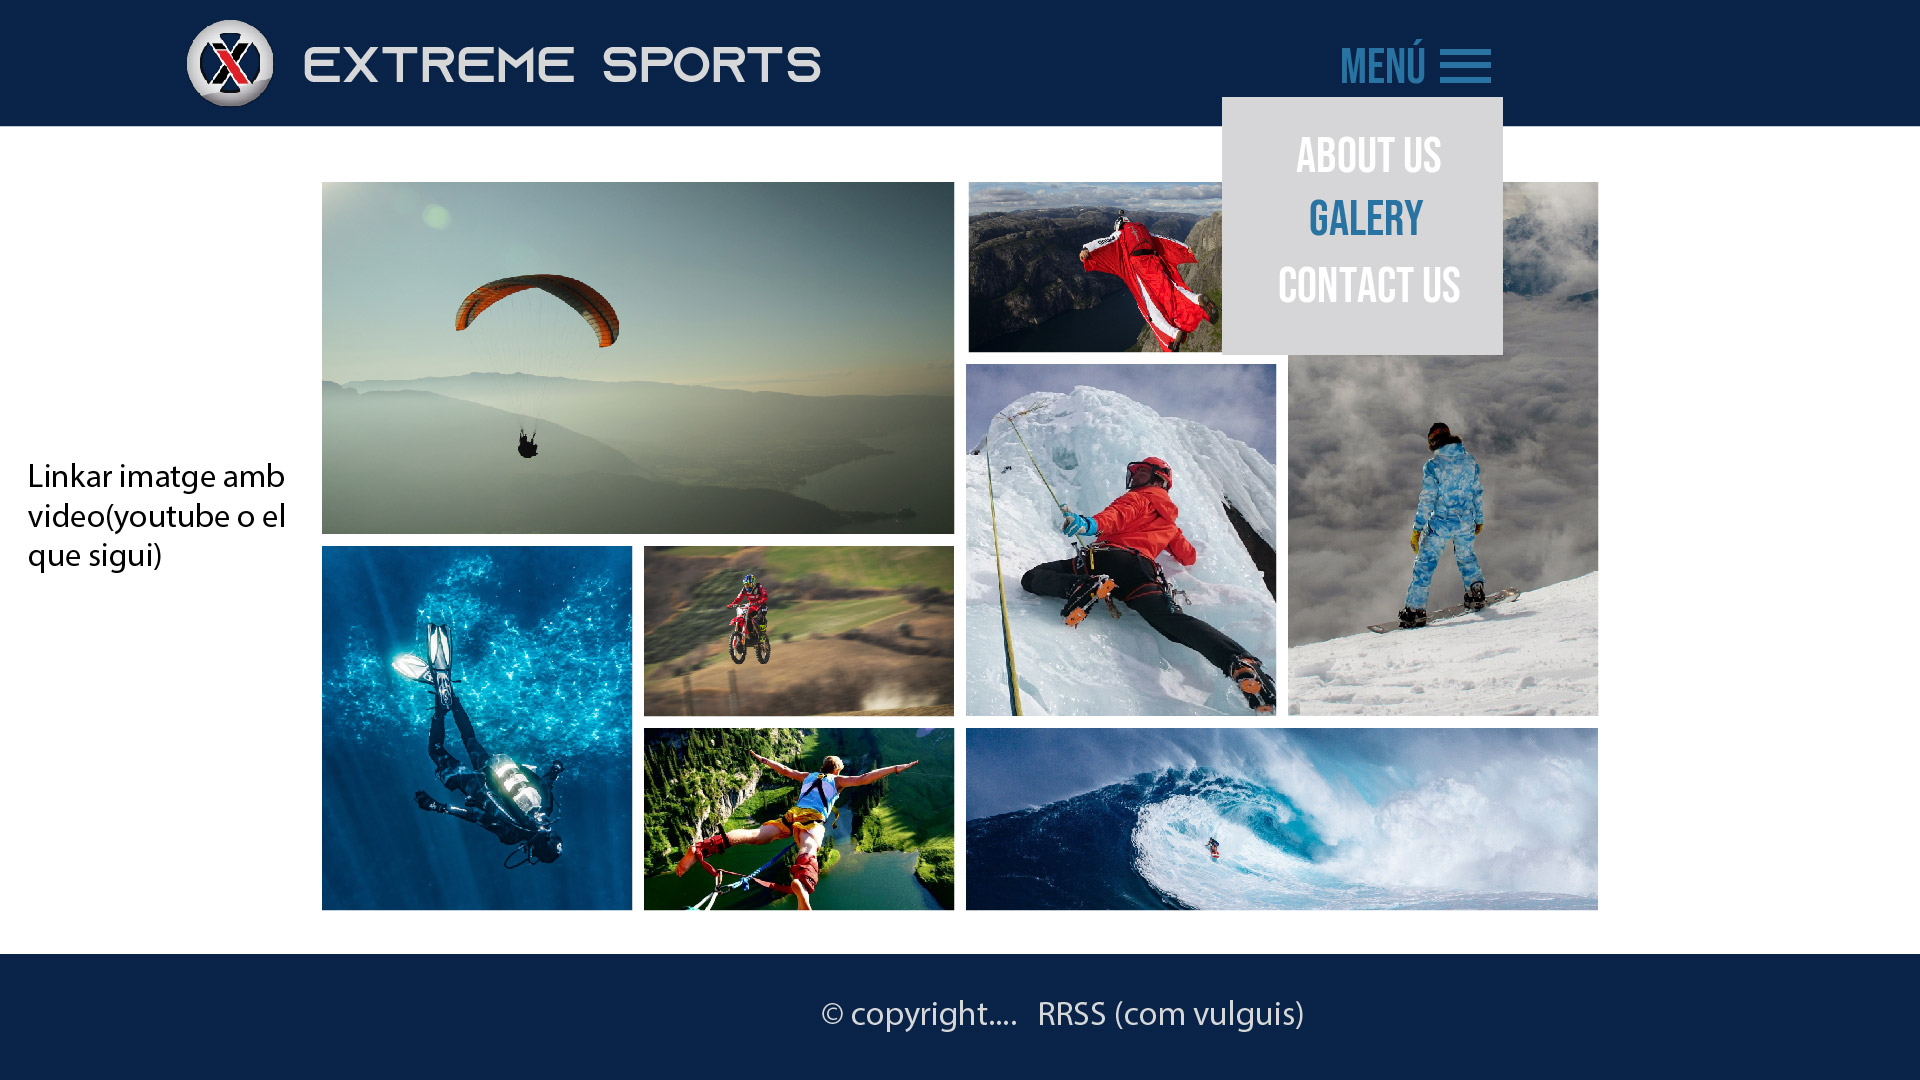 X EXTREME SPORTS
MENÚ
ABOUT US
GALERY
CONTACT US
Linkar imatge amb
video(youtube o el
que sigui)
© copyright.... RRSS (com vulguis)